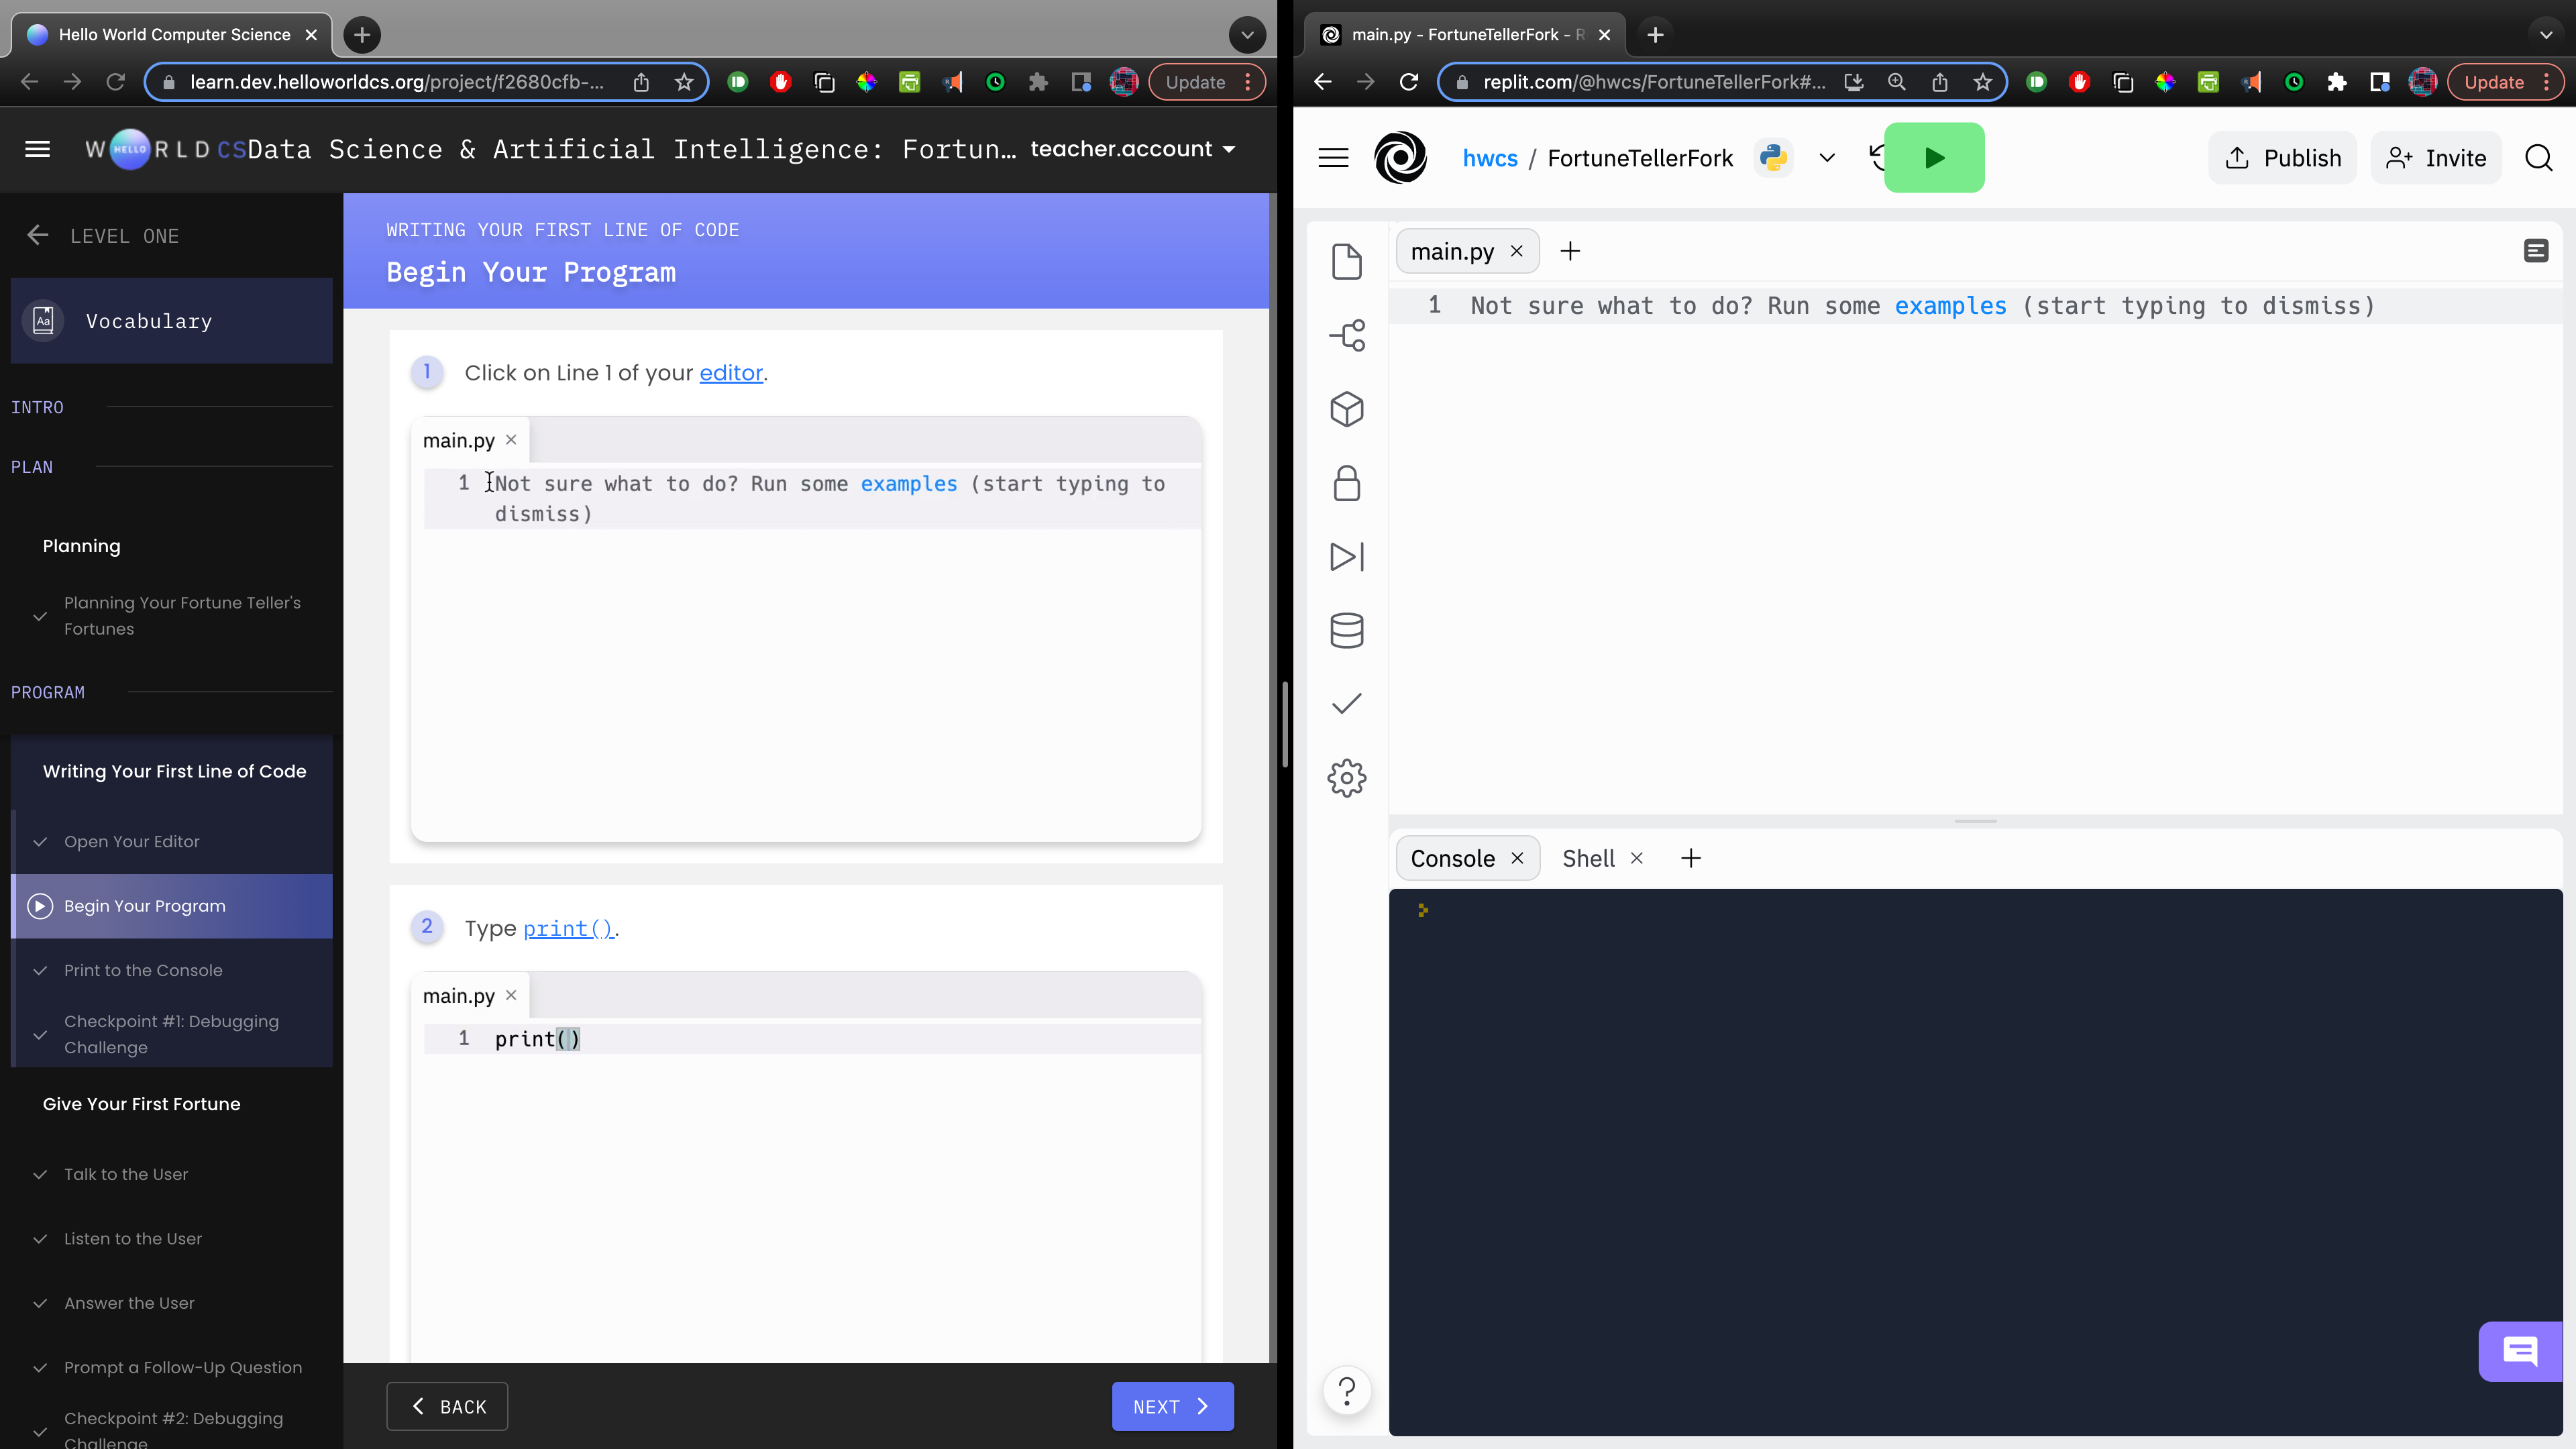 Hello World Computer Science
learn.dev.helloworldcs.org/project/f2680cfb-...
Update
W HELLO RLD CS Data Science & Artificial Intelligence: Fortun... teacher.account
LEVEL ONE
Aa Vocabulary
INTRO
PLAN
Planning
Planning Your Fortune Teller's
Fortunes
PROGRAM
Writing Your First Line of Code
Open Your Editor
Begin Your Program
Print to the Console
Checkpoint #1: Debugging
Challenge
Give Your First Fortune
Talk to the User
Listen to the User
Answer the User
Prompt a Follow-Up Question
Checkpoint #2: Debugging
Challenge
WRITING YOUR FIRST LINE OF CODE
Begin Your Program
1 Click on Line 1 of your editor.
main.py
1 Not sure what to do? Run some examples (start typing to
dismiss)
2 Type print().
main.py
1 print()
BACK
NEXT
main.py - FortuneTellerFork - R
replit.com/@hwcs/FortuneTellerFork#...
Update
hwcs / FortuneTellerFork
Publish
Invite
main.py
1 Not sure what to do? Run some examples (start typing to dismiss)
Console
Shell
>
?